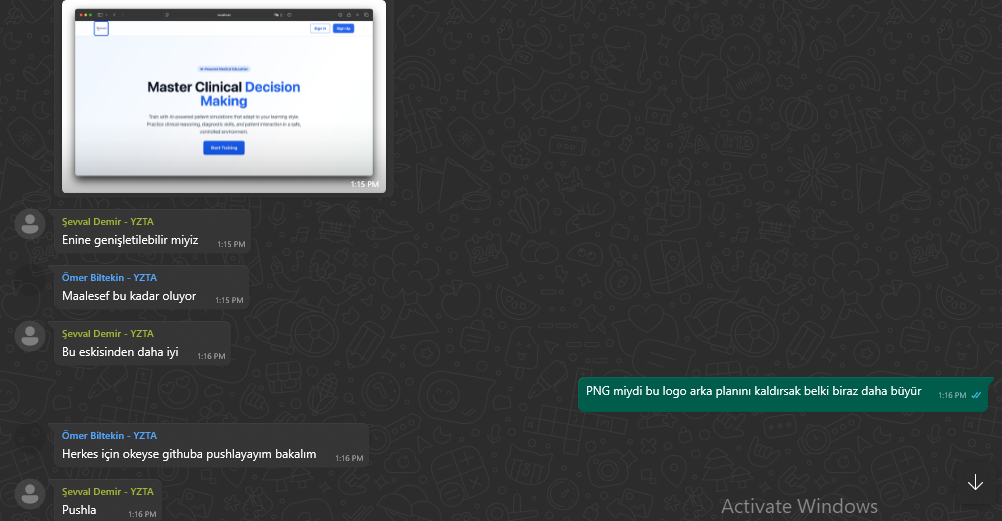 Sign In
Sign Up
AI-Powered Medical Education
Master Clinical Decision
Making
Train with AI-powered patient simulations that adapt to your learning style.
Practice clinical reasoning, diagnostic skills, and patient interaction in a safe,
controlled environment.
Start Training
1:15 PM
Şevval Demir - YZTA
Enine genişletilebilir miyiz 1:15 PM
Ömer Biltekin - YZTA
Maalesef bu kadar oluyor 1:15 PM
Şevval Demir - YZTA
Bu eskisinden daha iyi 1:16 PM
PNG miydi bu logo arka planını kaldırsak belki biraz daha büyür 1:16 PM
Ömer Biltekin - YZTA
Herkes için okeyse githuba pushlayayım bakalım 1:16 PM
Şevval Demir - YZTA
Pushla 1:16 PM
Activate Windows